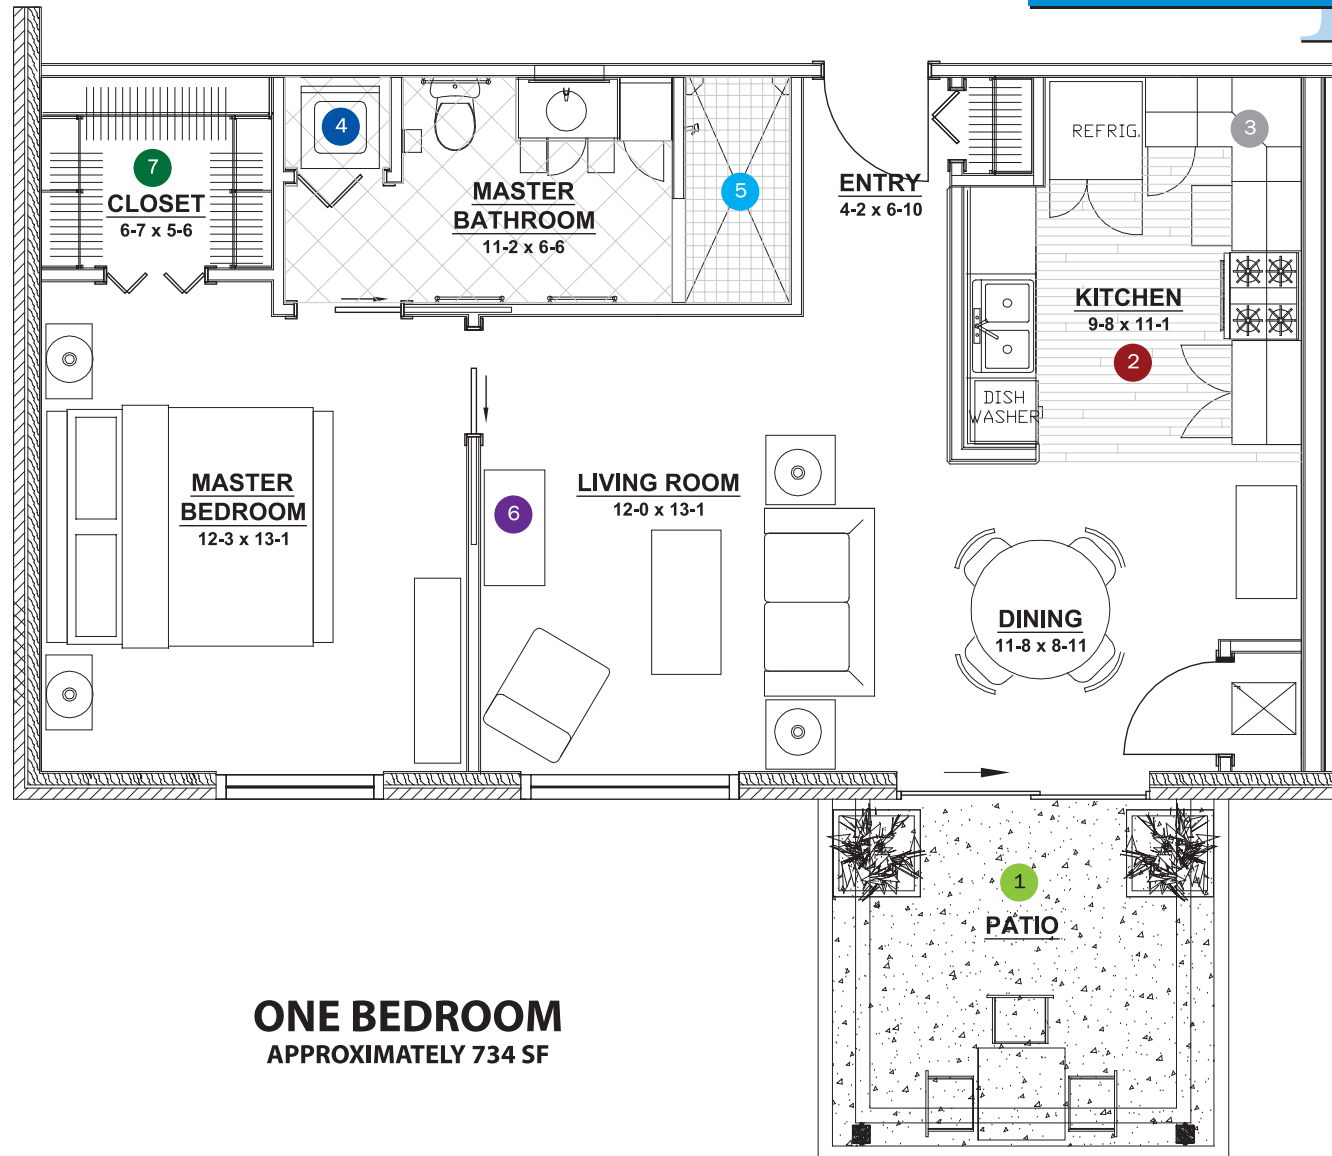 4
3
REFRIG.
7
CLOSET
6-7 x 5-6
MASTER
BATHROOM
11-2 x 6-6
5
ENTRY
4-2 x 6-10
KITCHEN
9-8 x 11-1
2
DISH
WASHER
MASTER
BEDROOM
12-3 x 13-1
6
LIVING ROOM
12-0 x 13-1
DINING
11-8 x 8-11
1
PATIO
ONE BEDROOM
APPROXIMATELY 734 SF